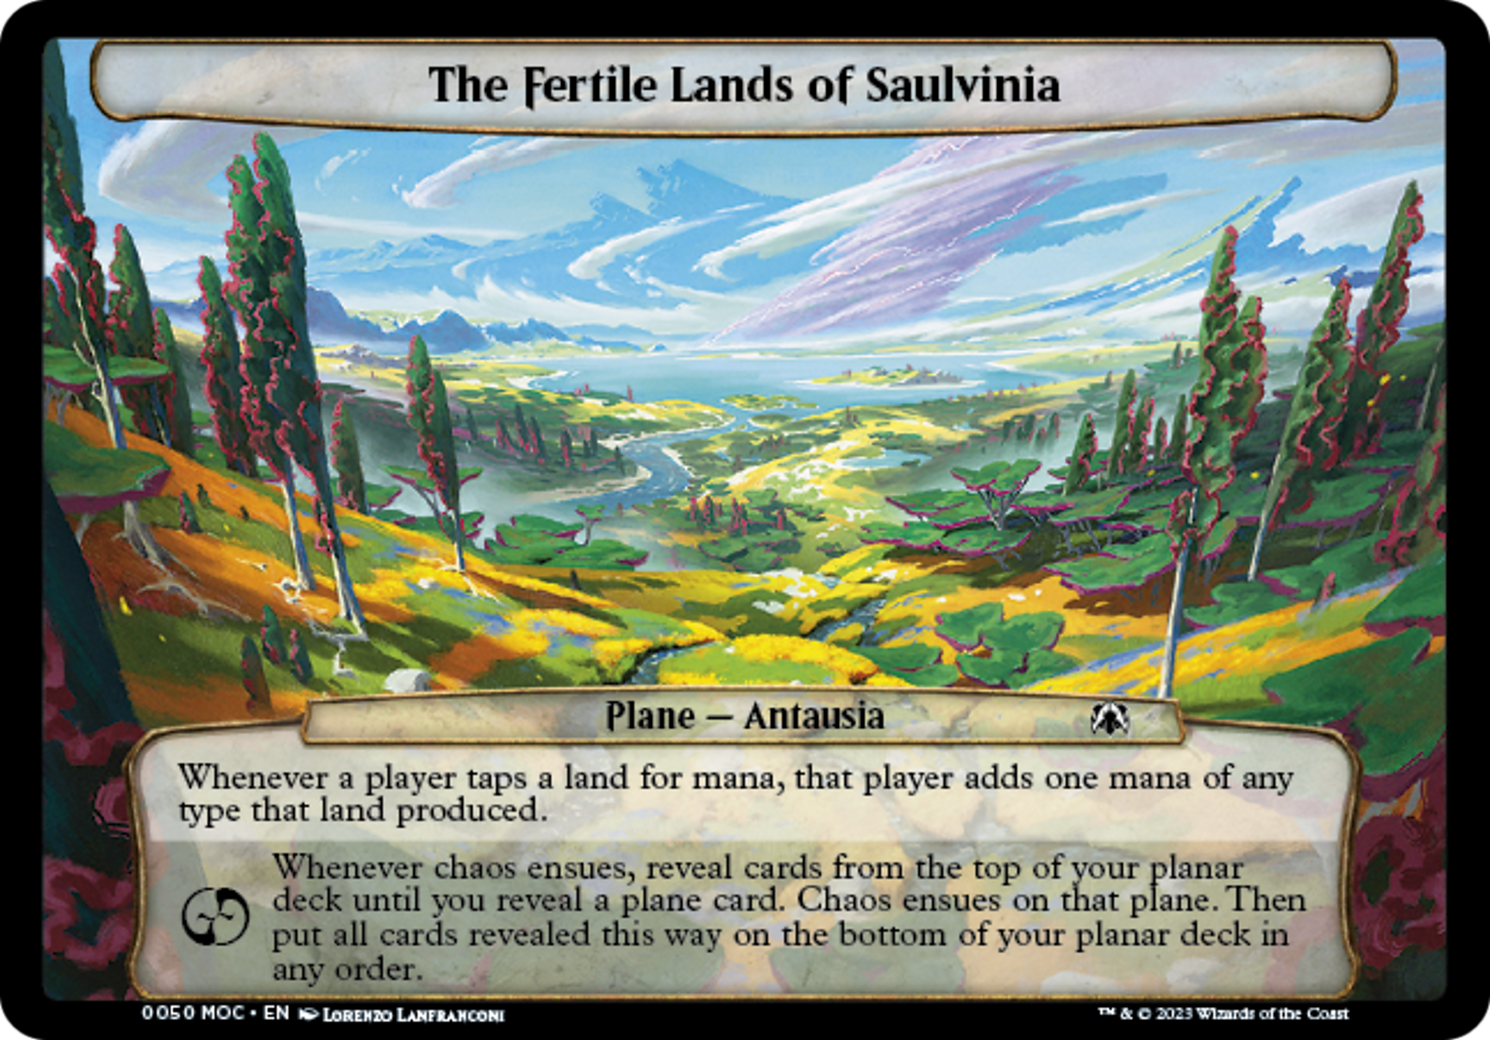 The Fertile Lands of Saulvinia
Plane — Antausia
Whenever a player taps a land for mana, that player adds one mana of any
type that land produced.
Whenever chaos ensues, reveal cards from the top of your planar
deck until you reveal a plane card. Chaos ensues on that plane. Then
put all cards revealed this way on the bottom of your planar deck in
any order.
0050 MOC • EN Lorenzo Lanfranconi
™ & © 2023 Wizards of the Coast